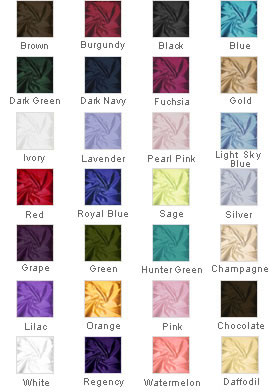 Brown Burgundy Black Blue
Dark Green Dark Navy Fuchsia Gold
Ivory Lavender Pearl Pink Light Sky
Blue
Red Royal Blue Sage Silver
Grape Green Hunter Green Champagne
Lilac Orange Pink Chocolate
White Regency Watermelon Daffodil